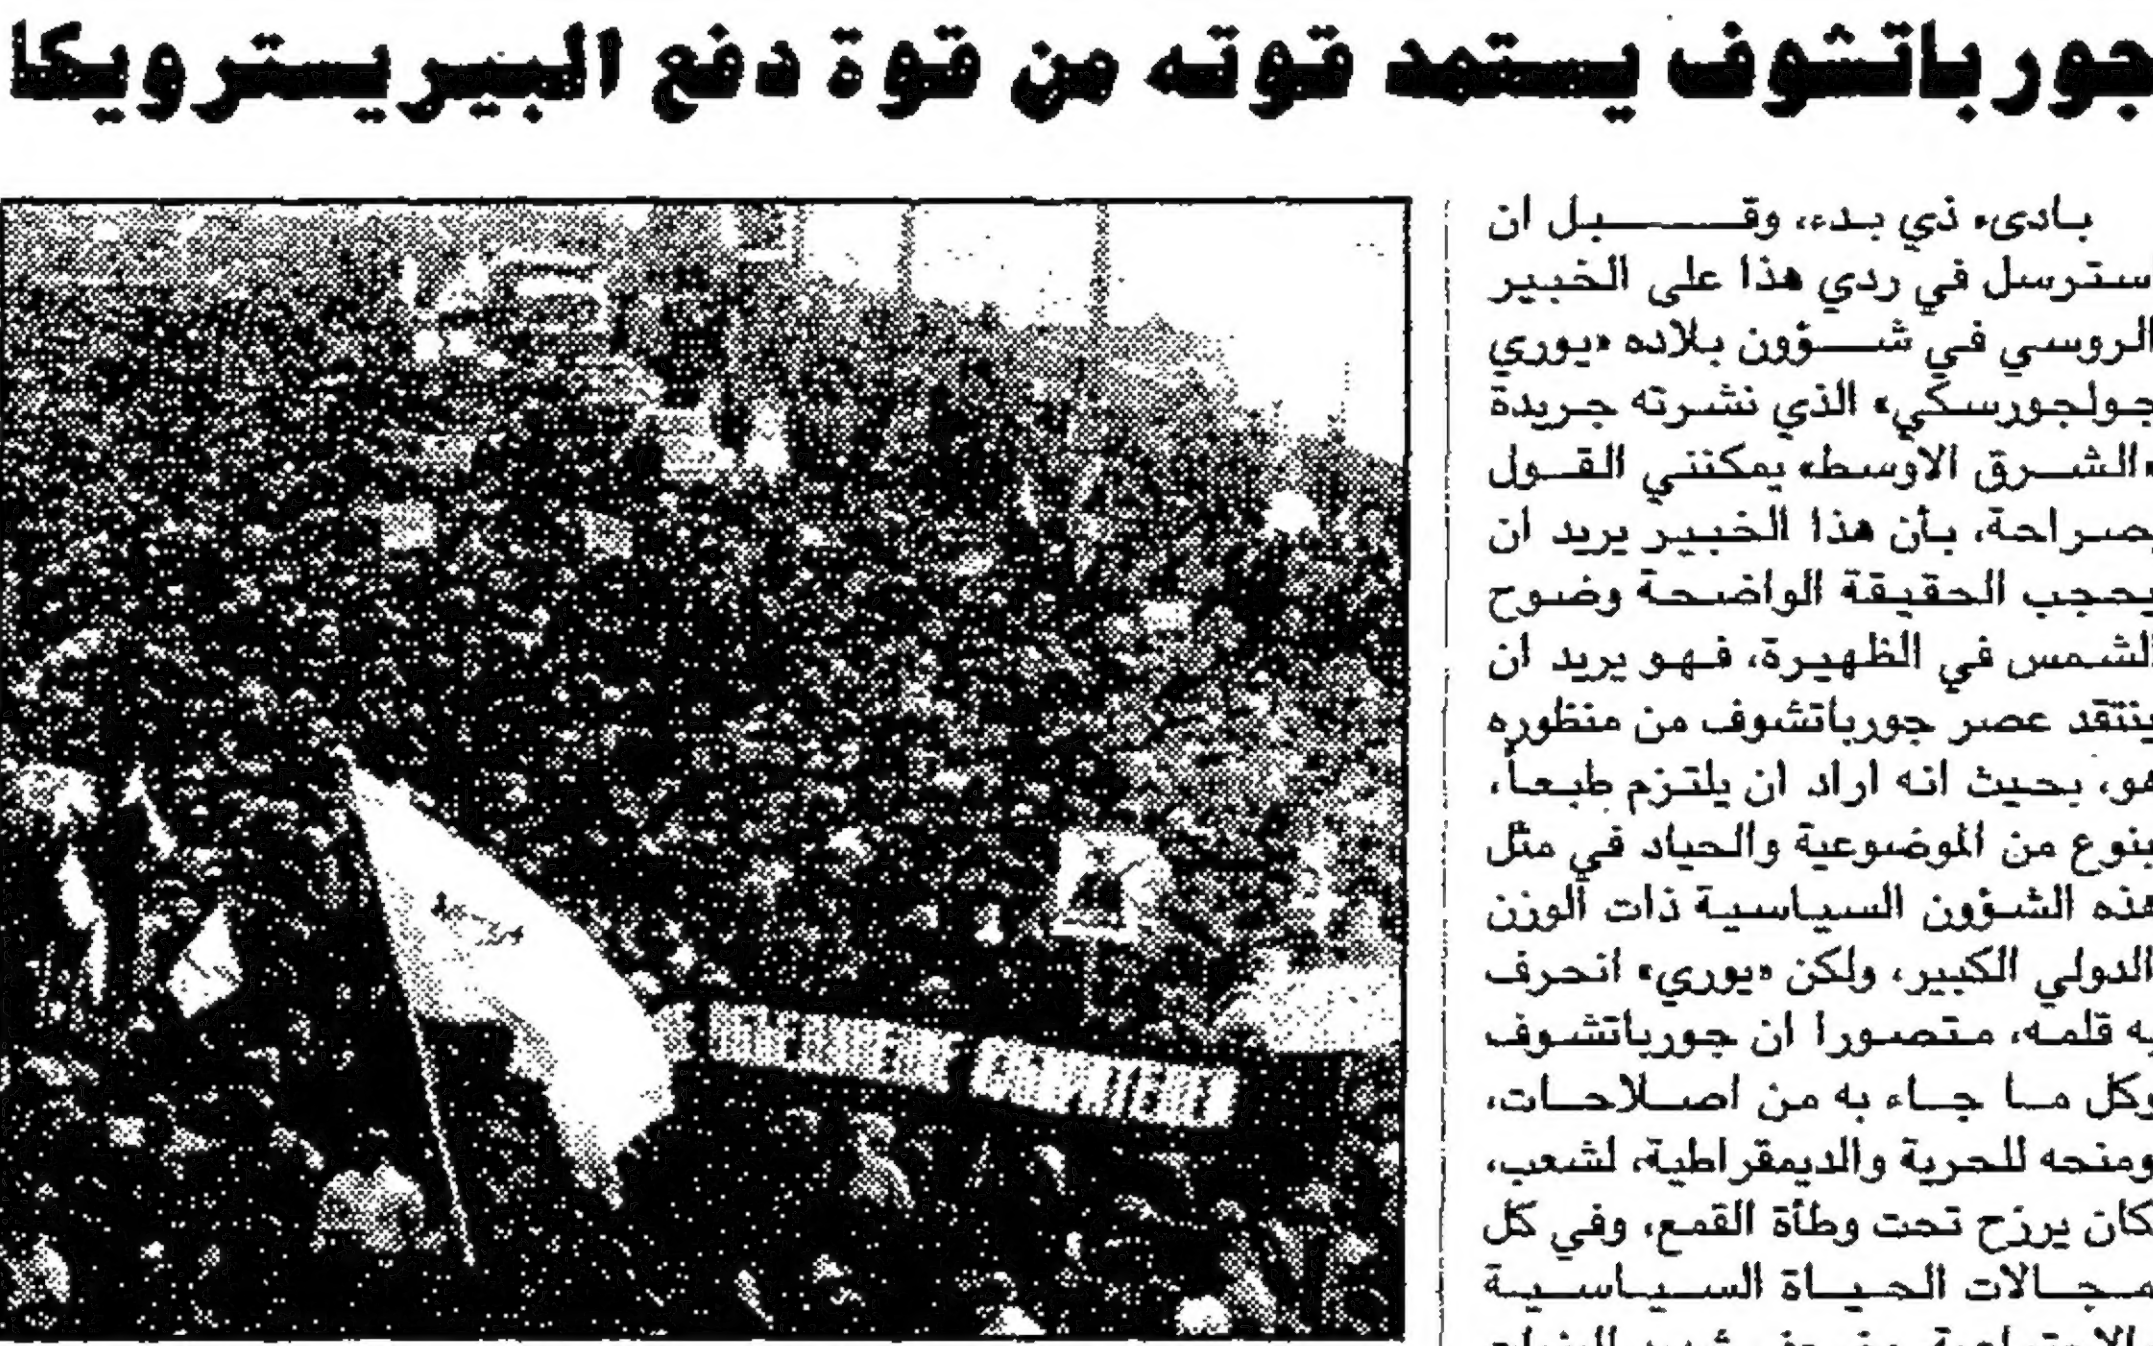 جورباتشوف يستمد قوته من قوة دفع البيريسترويكا
بادىء ذي بدء، وقبل ان
استرسل في ردي هذا على الخبير
الروسي في شؤون بلاده «يوري
جولجورسكي» الذي نشرته جريدة
«الشرق الاوسط» يمكنني القول
بصراحة، بأن هذا الخبير يريد ان
يحجب الحقيقة الواضحة وضوح
الشمس في الظهيرة، فهو يريد ان
ينتقد عصر جورباتشوف من منظوره
هو، بحيث انه اراد ان يلتزم طبعاً،
بنوع من الموضوعية والحياد في مثل
هذه الشؤون السياسية ذات الوزن
الدولي الكبير، ولكن «يوري» انحرف
به قلمه، متصورا ان جورباتشوف
وكل ما جاء به من اصلاحات،
ومنحه للحرية والديمقراطية، لشعب،
كان يرزح تحت وطأة القمع، وفي كل
مجالات الحياة السياسية